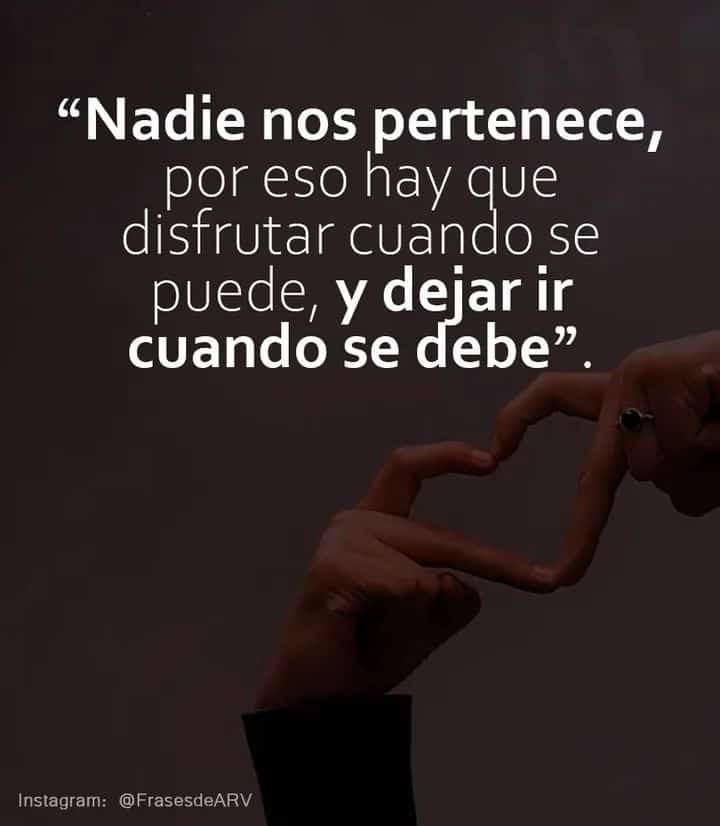 “Nadie nos pertenece,
por eso hay que
disfrutar cuando se
puede, y dejar ir
cuando se debe”.
Instagram: @FrasesdeARV